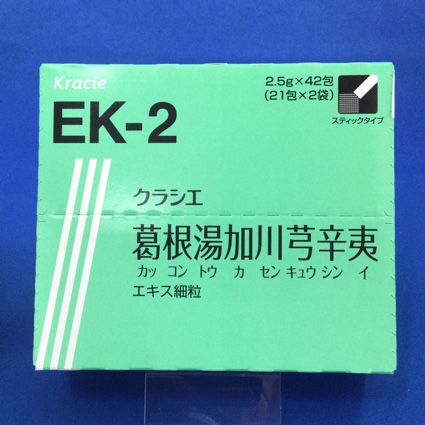 Kracie
2.5g×42包
(21包×2袋)
スティックタイプ
EK-2
クラシエ
葛根湯加川芎辛夷
カッ コン トウ カ セン キュウ シン イ
エキス細粒